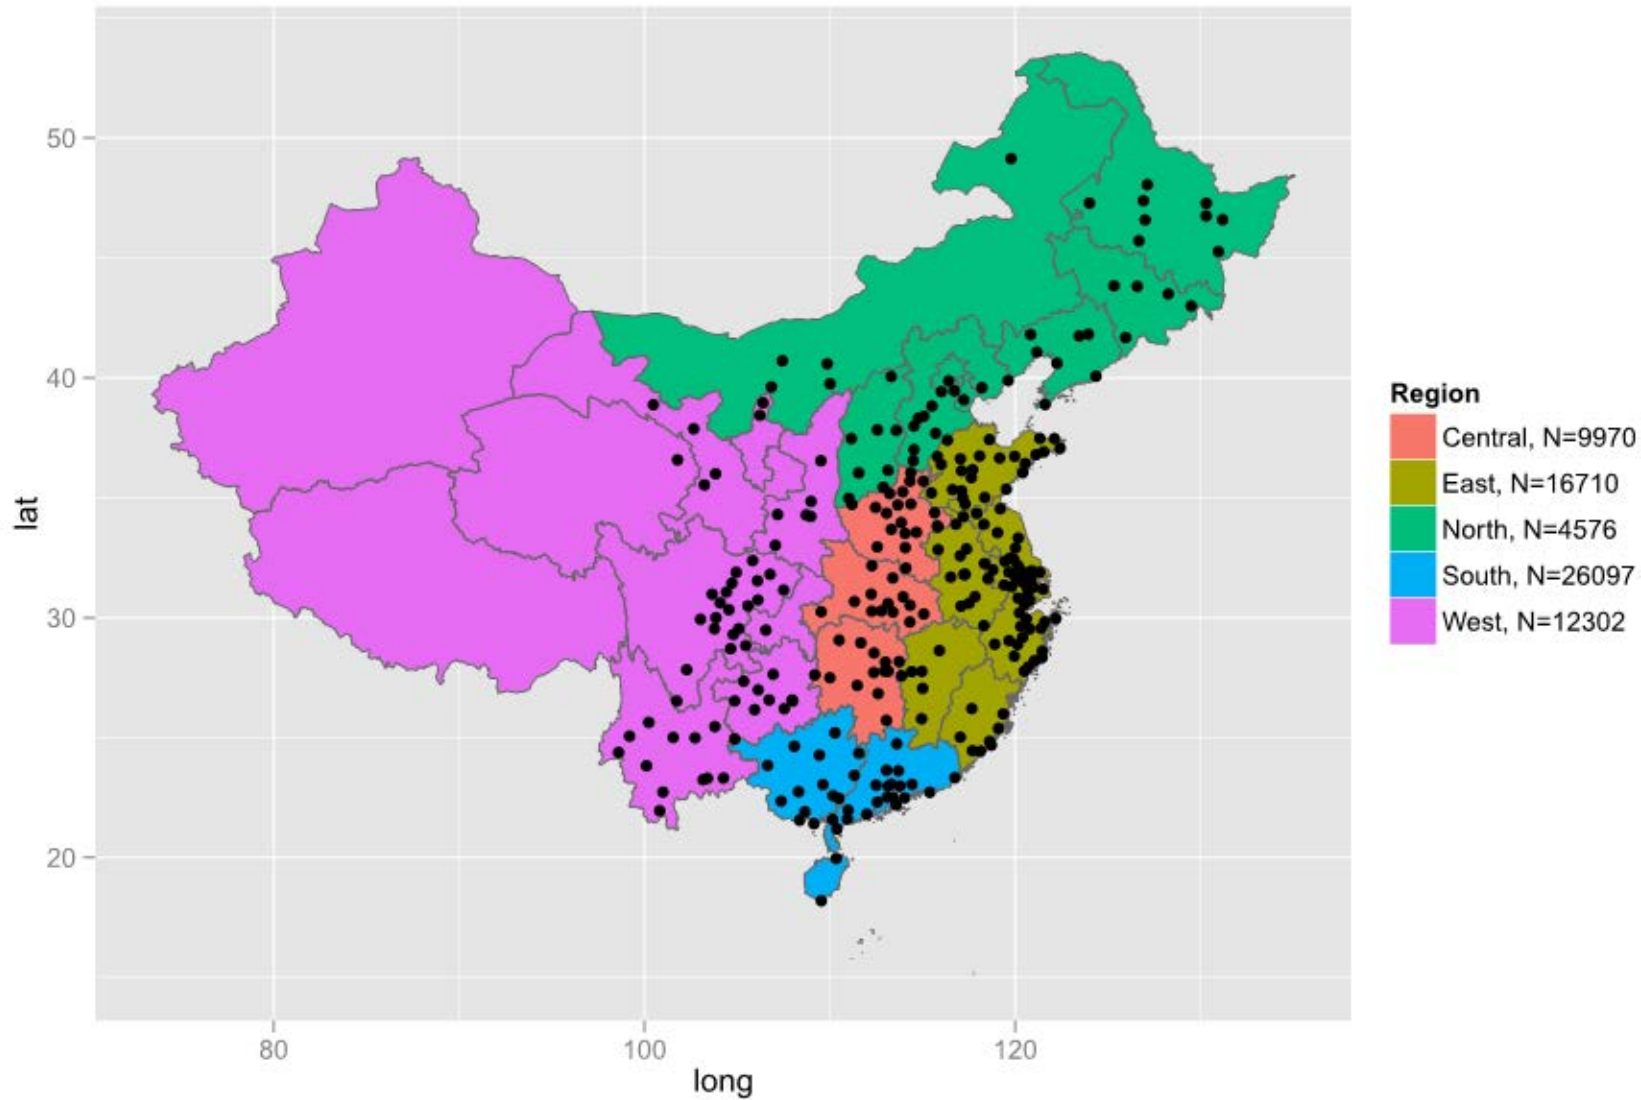 50
40
30
20
lat
80
100
120
long
Region
Central, N=9970
East, N=16710
North, N=4576
South, N=26097
West, N=12302